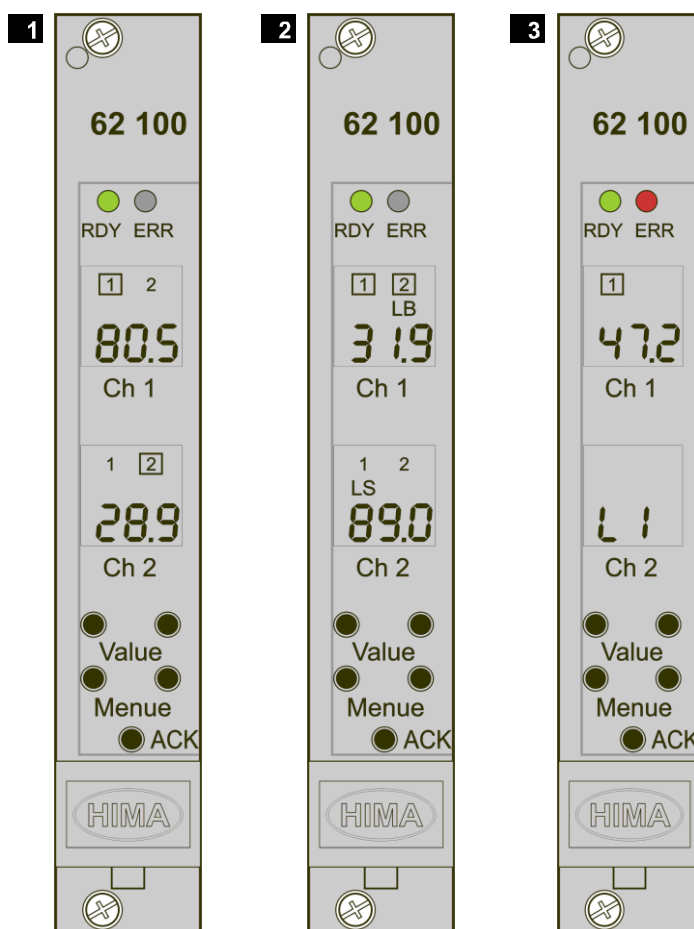 1
62 100
RDY ERR
1 2
80.5
Ch 1
1 2
28.9
Ch 2
Value
Menue
ACK
HIMA
2
62 100
RDY ERR
1 2
LB
31.9
Ch 1
1 2
LS
89.0
Ch 2
Value
Menue
ACK
HIMA
3
62 100
RDY ERR
1
47.2
Ch 1
L1
Ch 2
Value
Menue
ACK
HIMA